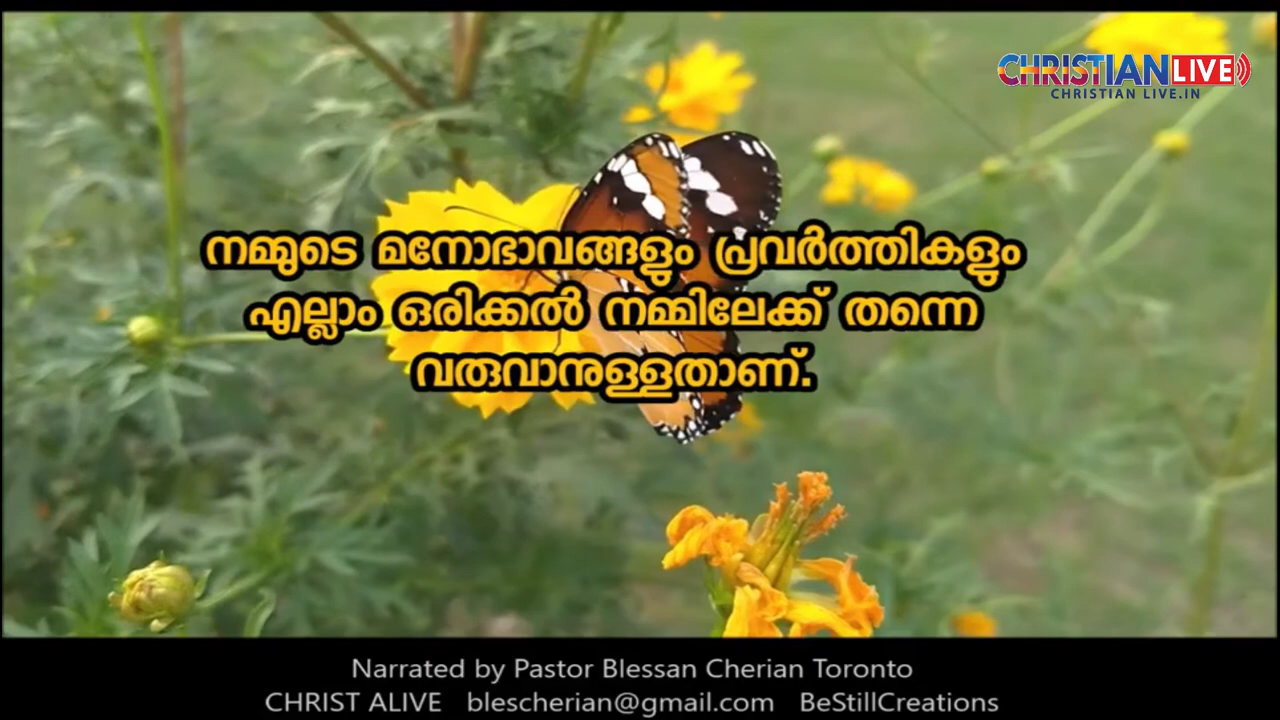 CHRISTIAN LIVE
CHRISTIAN LIVE.IN
നമ്മുടെ മനോഭാവങ്ങളും പ്രവർത്തികളും
എല്ലാം ഒരിക്കൽ നമ്മിലേക്ക് തന്നെ
വരുവാനുള്ളതാണ്.
Narrated by Pastor Blessan Cherian Toronto
CHRIST ALIVE blescherian@gmail.com BeStillCreations